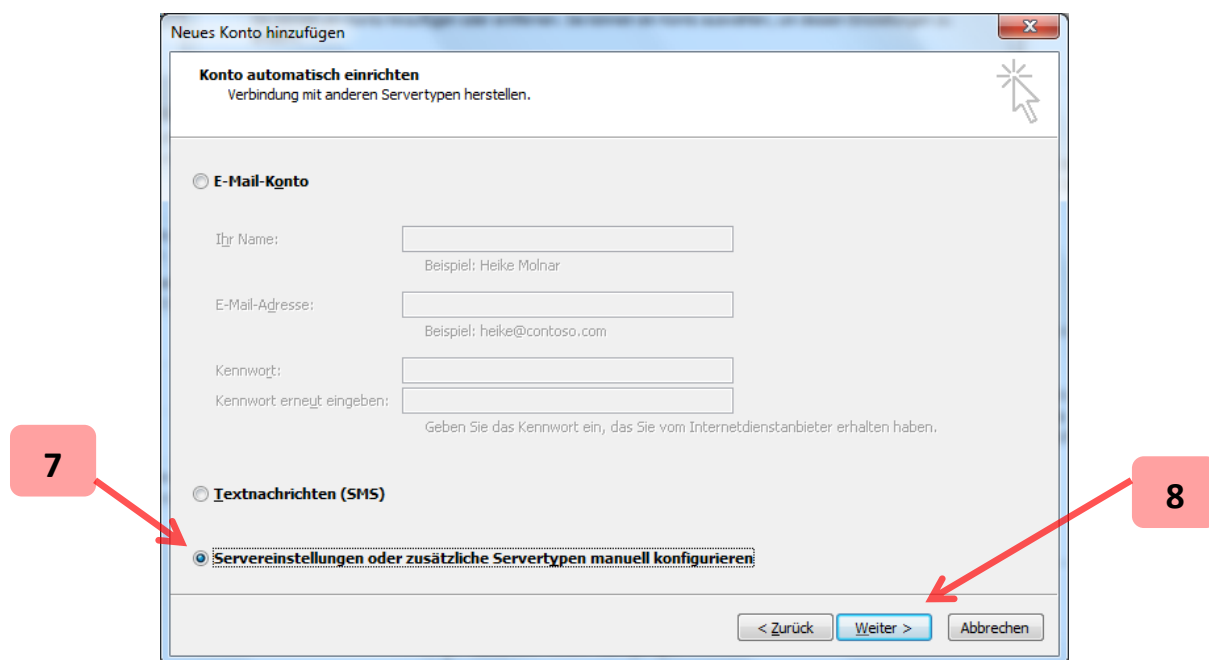 Neues Konto hinzufügen
Konto automatisch einrichten
Verbindung mit anderen Servertypen herstellen.
E-Mail-Konto
Ihr Name:
Beispiel: Heike Molnar
E-Mail-Adresse:
Beispiel: heike@contoso.com
Kennwort:
Kennwort erneut eingeben:
Geben Sie das Kennwort ein, das Sie vom Internetdienstanbieter erhalten haben.
7
Textnachrichten (SMS)
8
Servereinstellungen oder zusätzliche Servertypen manuell konfigurieren
< Zurück Weiter > Abbrechen